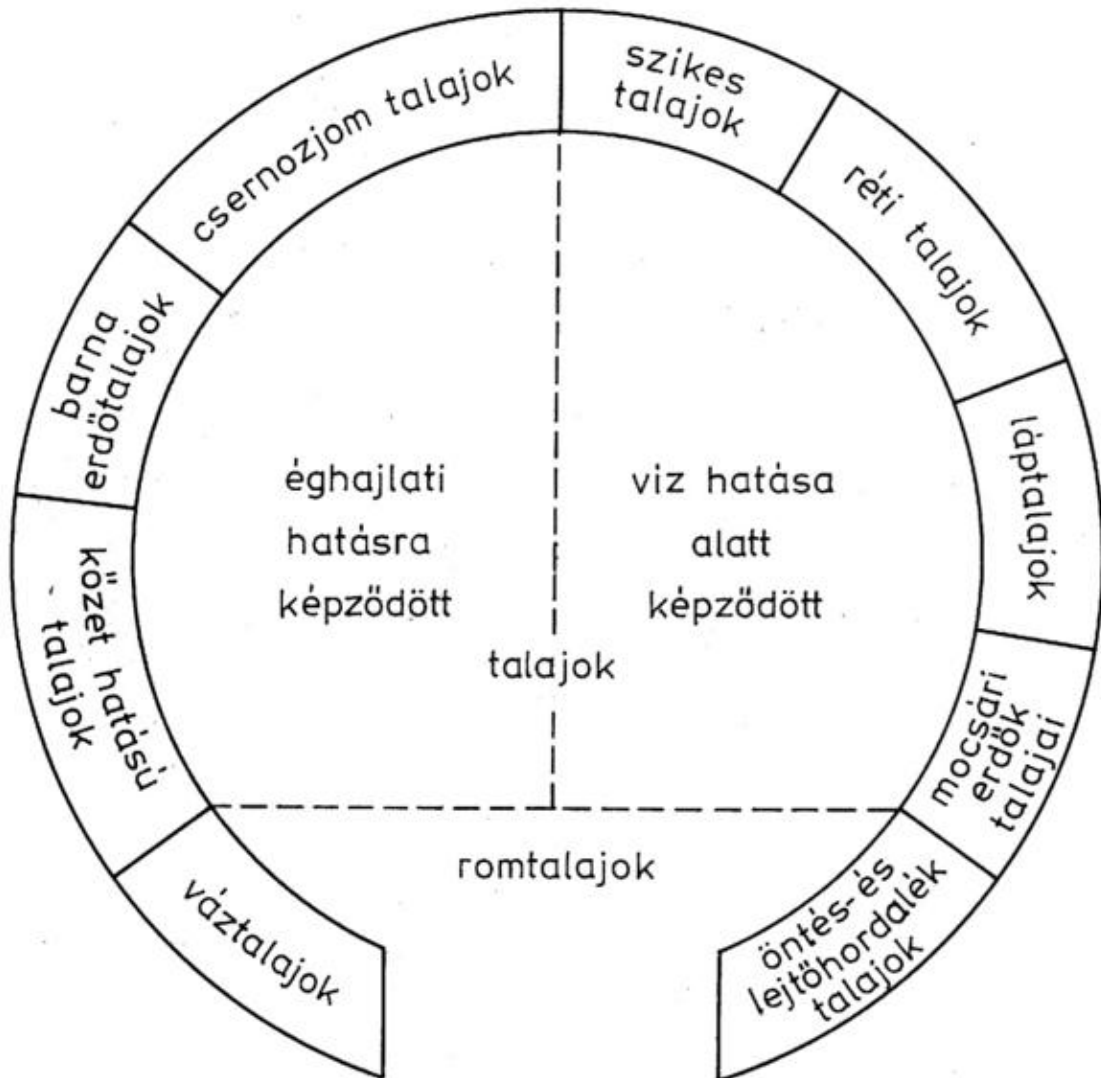 csernozjom talajok
szikes
talajok
réti talajok
láptalajok
mocsári
erdők
talajai
öntés- és
lejtőhordalék
talajok
váztalajok
kőzet hatású
talajok
barna
erdőtalajok
éghajlati
hatásra
képződött
viz hatása
alatt
képződött
talajok
romtalajok